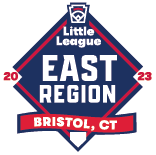 Little
League
EAST
20 23
REGION
BRISTOL, CT